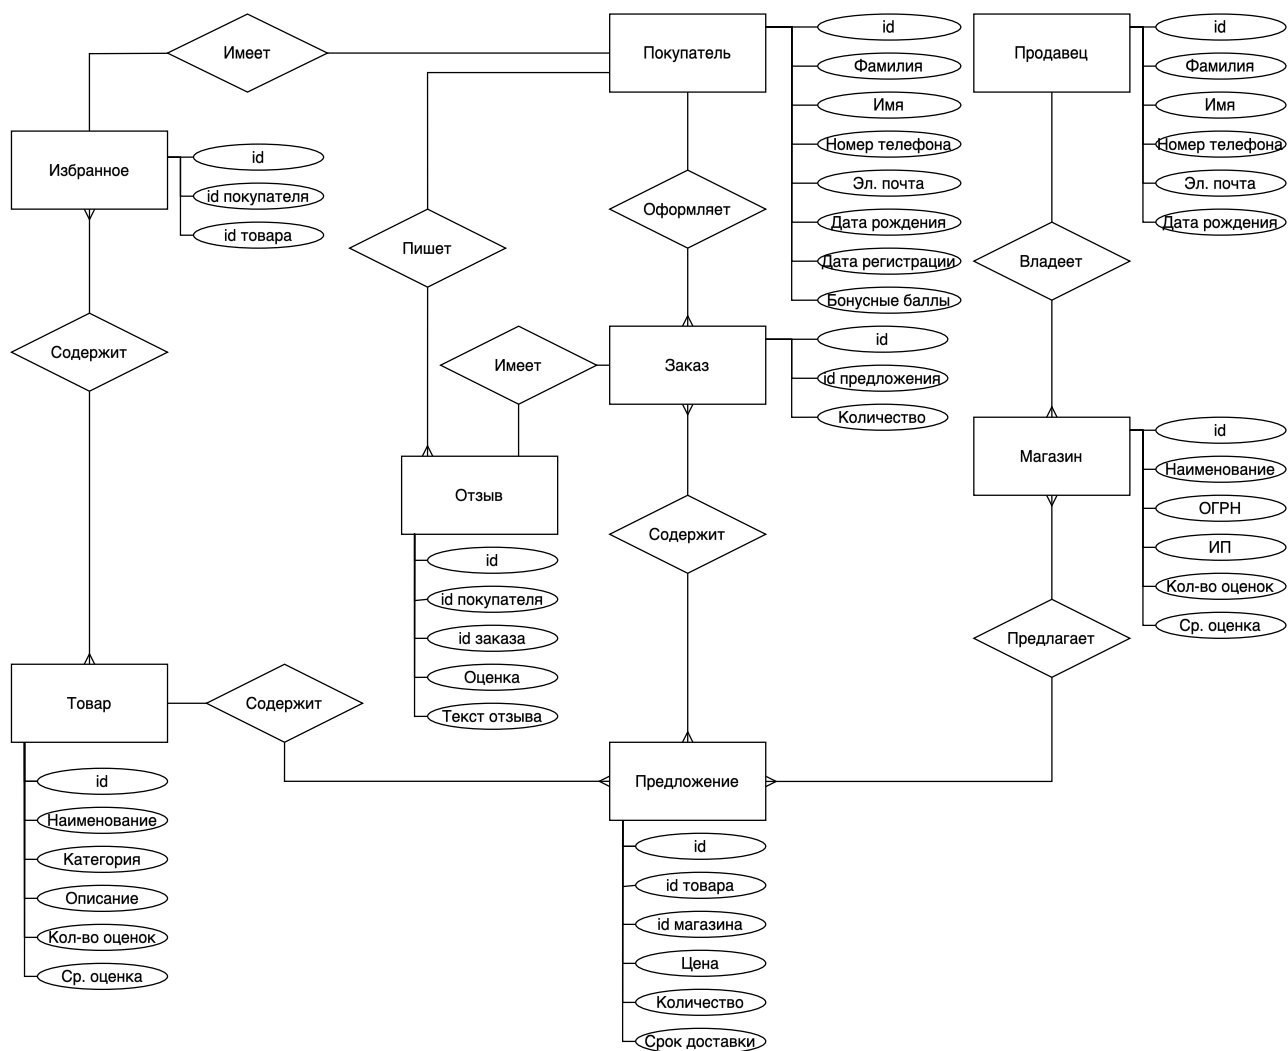 Имеет
Покупатель
id
Фамилия
Имя
Номер телефона
Эл. почта
Дата рождения
Дата регистрации
Бонусные баллы
Продавец
id
Фамилия
Имя
Номер телефона
Эл. почта
Дата рождения
Избранное
id
id покупателя
id товара
Пишет
Оформляет
Владеет
Содержит
Имеет
Заказ
id
id предложения
Количество
Магазин
id
Наименование
ОГРН
ИП
Кол-во оценок
Ср. оценка
Отзыв
id
id покупателя
id заказа
Оценка
Текст отзыва
Содержит
Предлагает
Товар
id
Наименование
Категория
Описание
Кол-во оценок
Ср. оценка
Содержит
Предложение
id
id товара
id магазина
Цена
Количество
Срок доставки